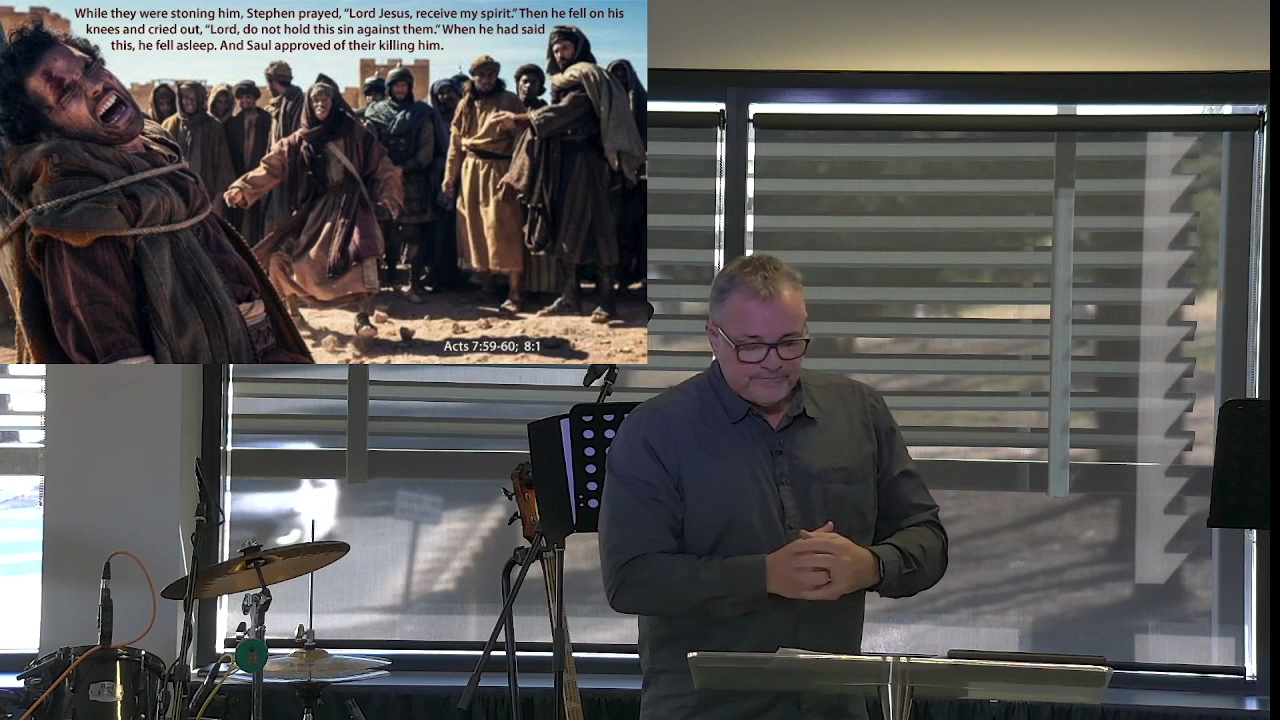 While they were stoning him, Stephen prayed, “Lord Jesus, receive my spirit.” Then he fell on his
knees and cried out, “Lord, do not hold this sin against them.” When he had said
this, he fell asleep. And Saul approved of their killing him.
Acts 7:59-60; 8:1